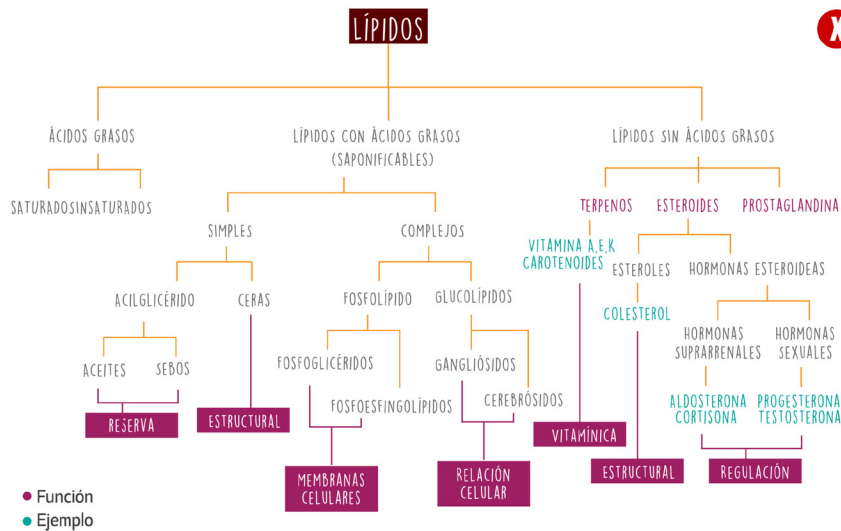 LÍPIDOS
X
ÁCIDOS GRASOS
LÍPIDOS CON ÁCIDOS GRASOS
(SAPONIFICABLES)
LÍPIDOS SIN ÁCIDOS GRASOS
SATURADOS
INSATURADOS
SIMPLES
COMPLEJOS
TERPENOS
ESTEROIDES
PROSTAGLANDINA
VITAMINA A,E,K
CAROTENOIDES
ESTEROLES
HORMONAS ESTEROIDEAS
ACILGLICÉRIDO
CERAS
FOSFOLÍPIDO
GLUCOLÍPIDOS
COLESTEROL
HORMONAS
SUPRARRENALES
HORMONAS
SEXUALES
ACEITES
SEBOS
FOSFOGLICÉRIDOS
GANGLIÓSIDOS
FOSFOESFINGOLÍPIDOS
CEREBRÓSIDOS
ALDOSTERONA
CORTISONA
PROGESTERONA
TESTOSTERONA
RESERVA
ESTRUCTURAL
VITAMÍNICA
MEMBRANAS
CELULARES
RELACIÓN
CELULAR
ESTRUCTURAL
REGULACIÓN
Función
Ejemplo